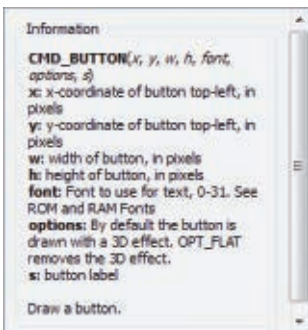 Information
CMD_BUTTON(x, y, w, h, font,
options, s)
x: x-coordinate of button top-left, in
pixels
y: y-coordinate of button top-left, in
pixels
w: width of button, in pixels
h: height of button, in pixels
font: Font to use for text, 0-31. See
ROM and RAM Fonts
options: By default the button is
drawn with a 3D effect. OPT_FLAT
removes the 3D effect.
s: button label
Draw a button.